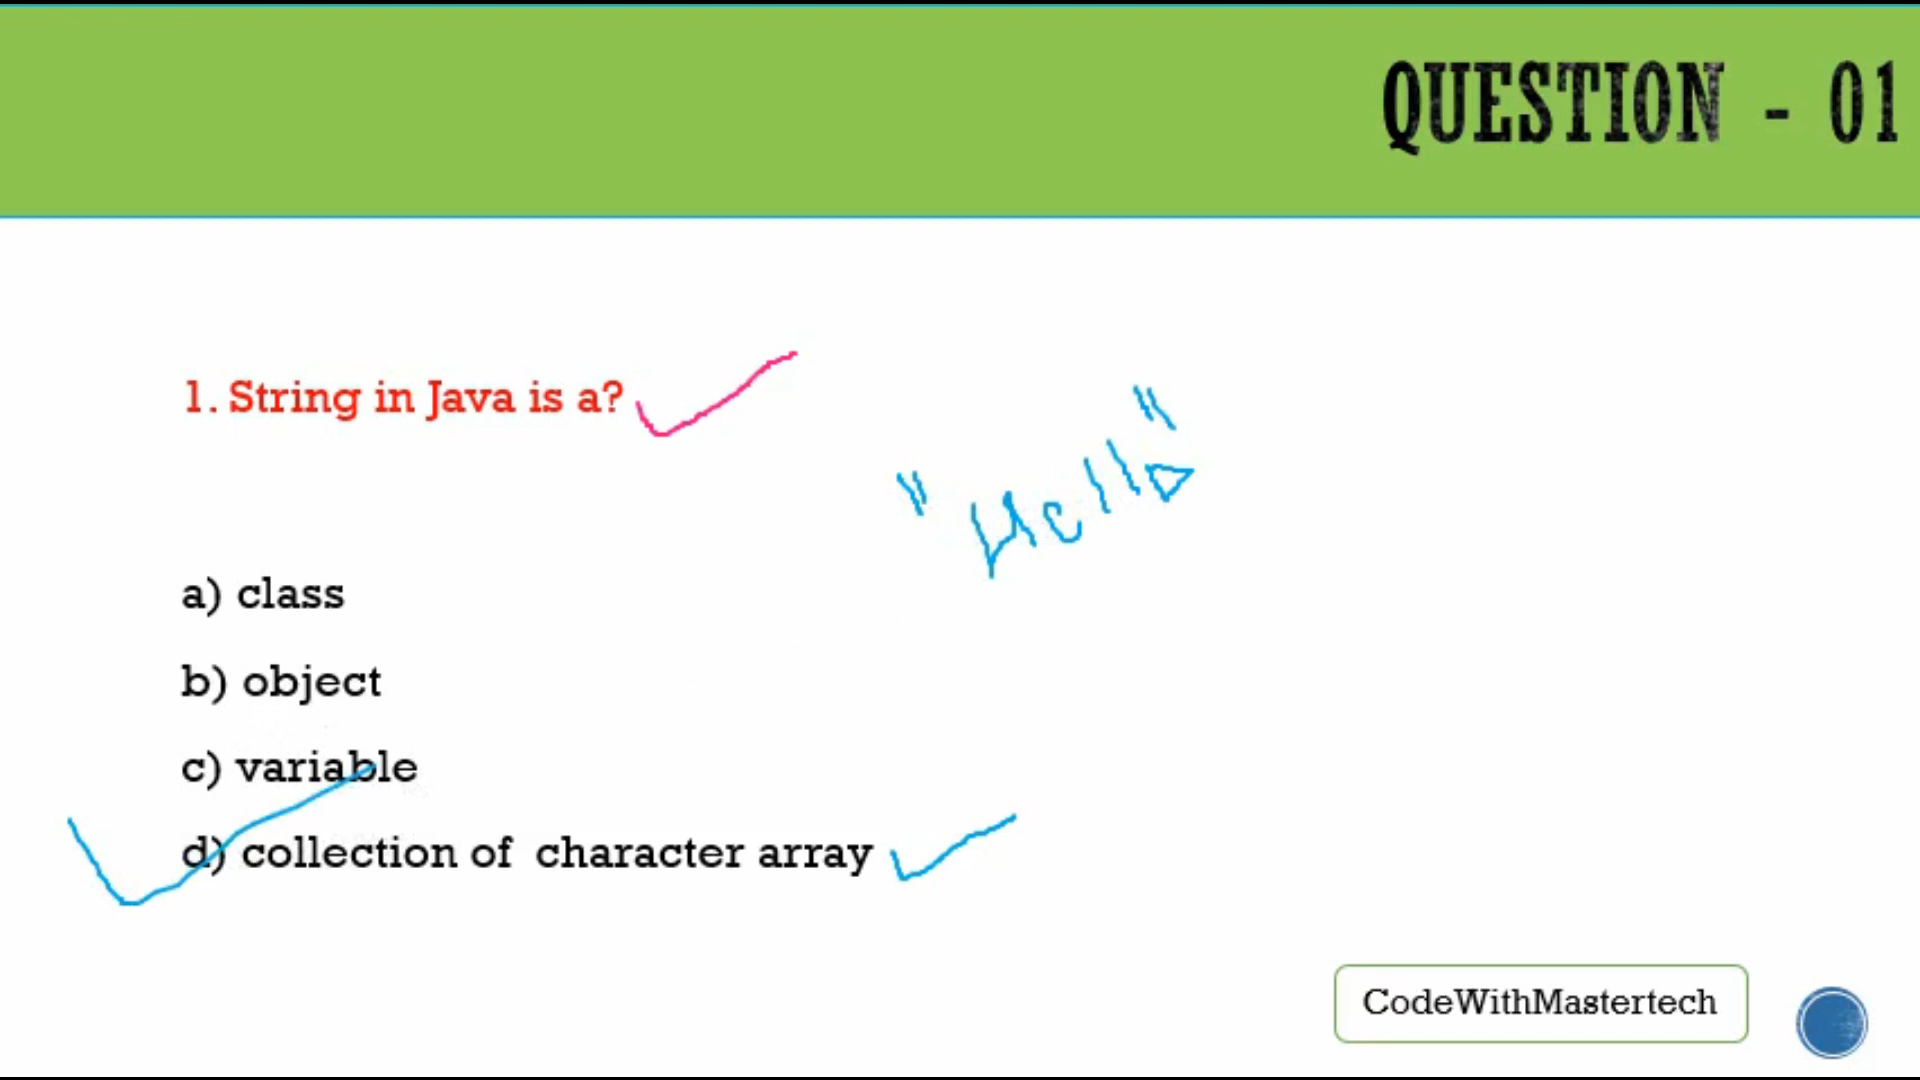 QUESTION - 01
1. String in Java is a?
"Hello"
a) class
b) object
c) variable
d) collection of character array
CodeWithMastertech